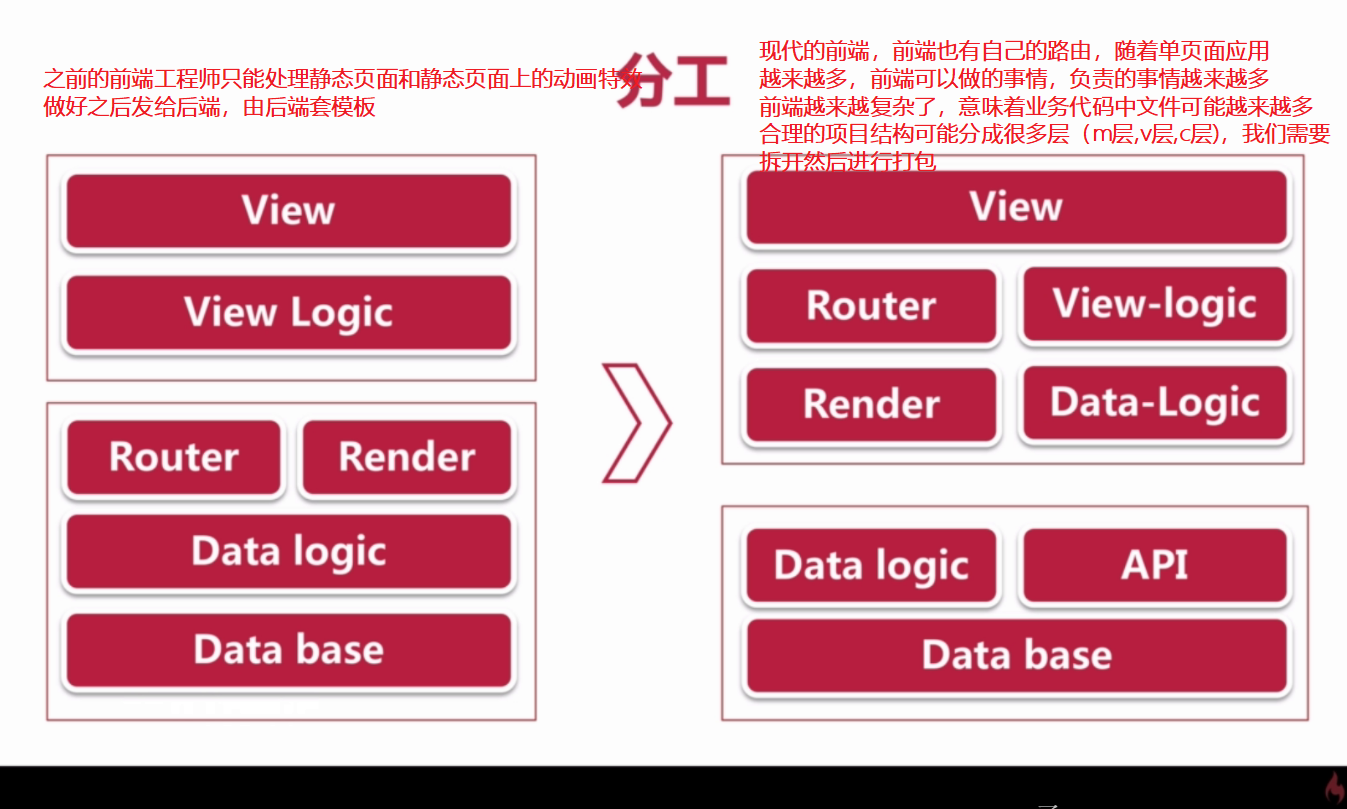 之前的前端工程师只能处理静态页面和静态页面上的动画特效
做好之后发给后端，由后端套模板
分工
现代的前端，前端也有自己的路由，随着单页面应用
越来越多，前端可以做的事情，负责的事情越来越多
前端越来越复杂了，意味着业务代码中文件可能越来越多
合理的项目结构可能分成很多层（m层,v层,c层)，我们需要
拆开然后进行打包
View
View Logic
Router
Render
Data logic
Data base
View
Router
View-logic
Render
Data-Logic
Data logic
API
Data base